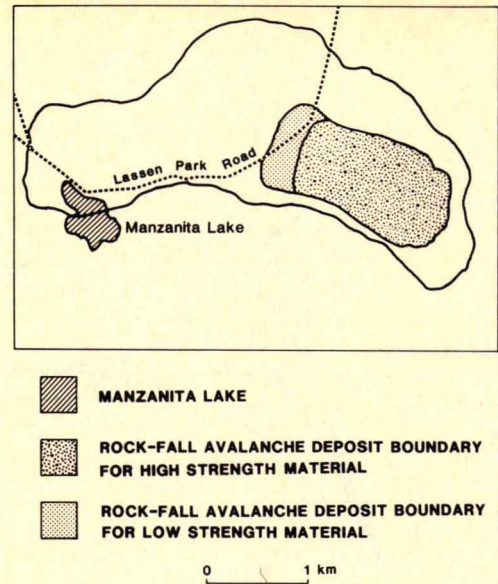 Lassen Park Road
Manzanita Lake
MANZANITA LAKE
ROCK-FALL AVALANCHE DEPOSIT BOUNDARY
FOR HIGH STRENGTH MATERIAL
ROCK-FALL AVALANCHE DEPOSIT BOUNDARY
FOR LOW STRENGTH MATERIAL
0 1 km